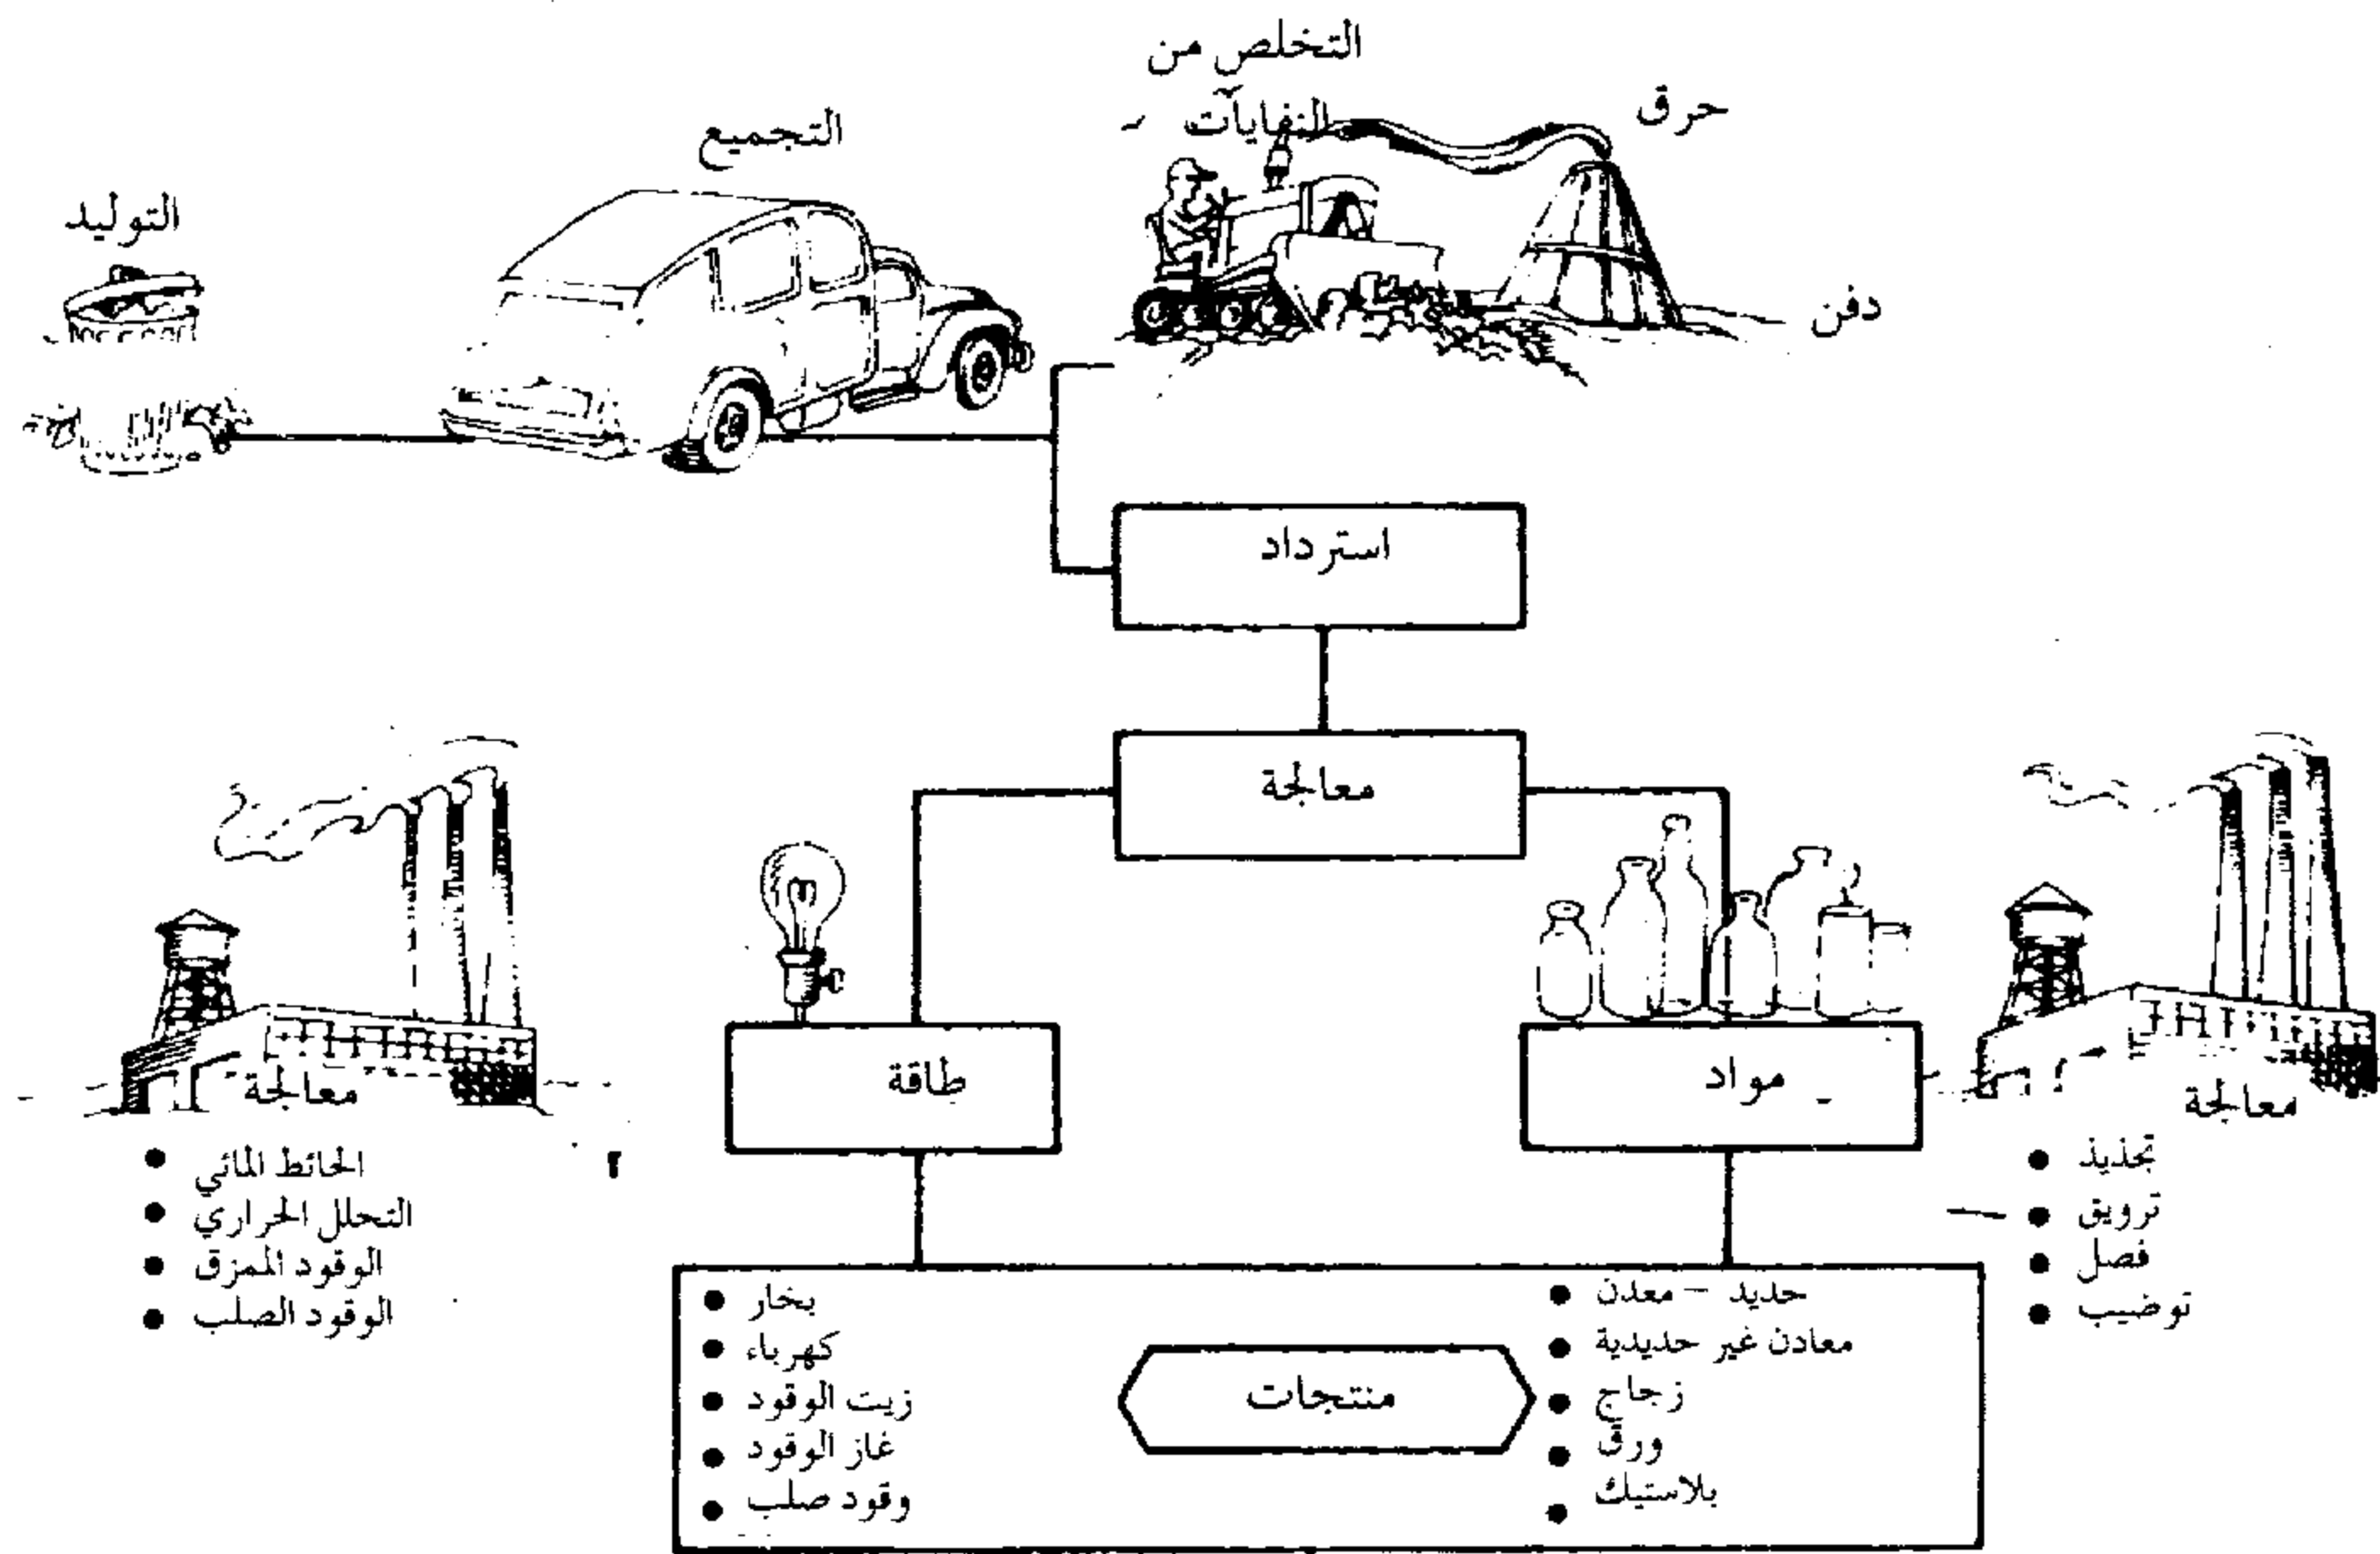 التخلص من
النفايات
حرق
التجميع
التوليد
دفن
استرداد
معالجة
طاقة
مواد
معالجة
• الحائط المائي
• التحلل الحراري
• الوقود الممزق
• الوقود الصلب
معالجة
• تجذيذ
• ترويق
• فصل
• توضيب
• بخار
• كهرباء
• زيت الوقود
• غاز الوقود
• وقود صلب
منتجات
• حديد – معدن
• معادن غير حديدية
• زجاج
• ورق
• بلاستيك